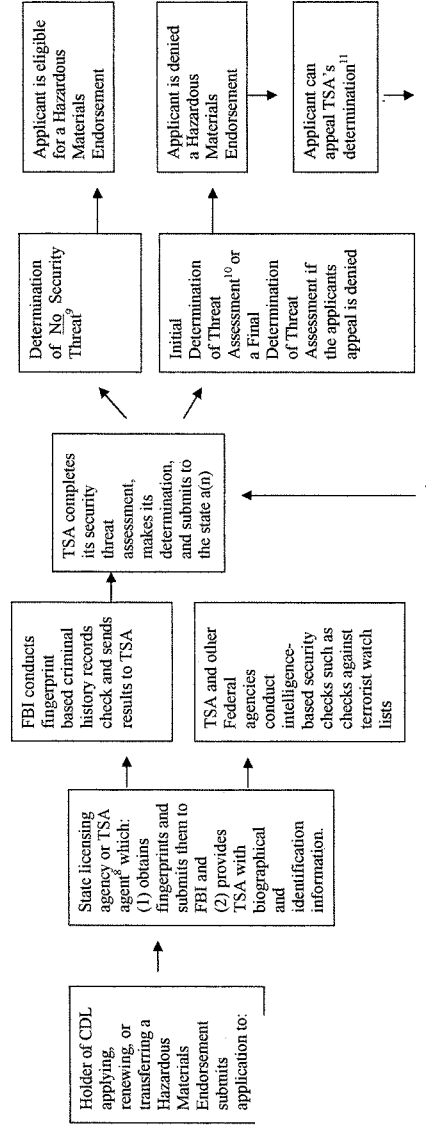 Holder of CDL
applying,
renewing, or
transferring a
Hazardous
Materials
Endorsement
submits
application to:
State licensing
agency or TSA
agent8 which:
(1) obtains
fingerprints and
submits them to
FBI and
(2) provides
TSA with
biographical
and
identification
information.
FBI conducts
fingerprint
based criminal
history records
check and sends
results to TSA
TSA and other
Federal
agencies
conduct
intelligence-
based security
checks such as
checks against
terrorist watch
lists
TSA completes
its security
threat
assessment,
makes its
determination,
and submits to
the state a(n)
Determination
of No Security
Threat9
Initial
Determination
of Threat
Assessment10 or
a Final
Determination
of Threat
Assessment if
the applicants
appeal is denied
Applicant is eligible
for a Hazardous
Materials
Endorsement
Applicant is denied
a Hazardous
Materials
Endorsement
Applicant can
appeal TSA's
determination11